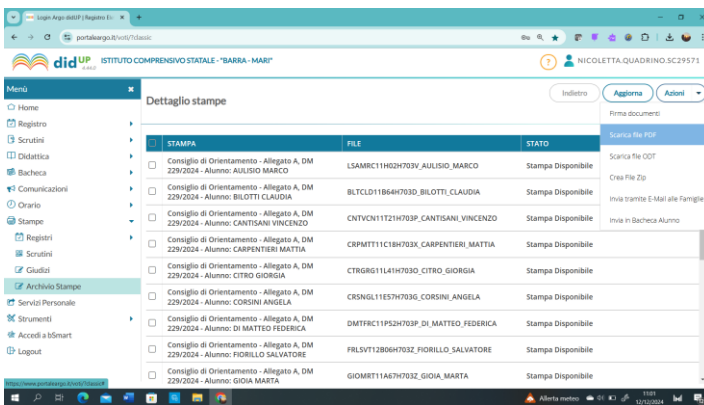 Login Argo didUP | Registro Ele
portaleargo.it/voti/?classic
didUP
ISTITUTO COMPRENSIVO STATALE - "BARRA - MARI"
NICOLETTA.QUADRINO.SC29571
Menù
Home
Registro
Scrutini
Didattica
Bacheca
Comunicazioni
Orario
Stampe
Registri
Scrutini
Giudizi
Archivio Stampe
Servizi Personale
Strumenti
Accedi a bSmart
Logout
Dettaglio stampe
Indietro
Aggiorna
Azioni
Firma documenti
Scarica file PDF
Scarica file ODT
Crea File Zip
Invia tramite E-Mail alle Famiglie
Invia in Bacheca Alunno
STAMPA FILE STATO
Consiglio di Orientamento - Allegato A, DM
229/2024 - Alunno: AULISIO MARCO
LSAMRC11H02H703V_AULISIO_MARCO
Stampa Disponibile
Consiglio di Orientamento - Allegato A, DM
229/2024 - Alunno: BILOTTI CLAUDIA
BLTCLD11B64H703D_BILOTTI_CLAUDIA
Stampa Disponibile
Consiglio di Orientamento - Allegato A, DM
229/2024 - Alunno: CANTISANI VINCENZO
CNTVCN11T21H703P_CANTISANI_VINCENZO
Stampa Disponibile
Consiglio di Orientamento - Allegato A, DM
229/2024 - Alunno: CARPENTIERI MATTIA
CRPMTT11C18H703X_CARPENTIERI_MATTIA
Stampa Disponibile
Consiglio di Orientamento - Allegato A, DM
229/2024 - Alunno: CITRO GIORGIA
CTRGRG11L41H703O_CITRO_GIORGIA
Stampa Disponibile
Consiglio di Orientamento - Allegato A, DM
229/2024 - Alunno: CORSINI ANGELA
CRSNGL11E57H703G_CORSINI_ANGELA
Stampa Disponibile
Consiglio di Orientamento - Allegato A, DM
229/2024 - Alunno: DI MATTEO FEDERICA
DMTFRC11P52H703P_DI_MATTEO_FEDERICA
Stampa Disponibile
Consiglio di Orientamento - Allegato A, DM
229/2024 - Alunno: FIORILLO SALVATORE
FRLSVT12B06H703Z_FIORILLO_SALVATORE
Stampa Disponibile
Consiglio di Orientamento - Allegato A, DM
229/2024 - Alunno: GIOIA MARTA
GIOMRT11A67H703Z_GIOIA_MARTA
Stampa Disponibile
https://www.portaleargo.it/voti/?classic#
Allerta meteo
11:01
12/12/2024